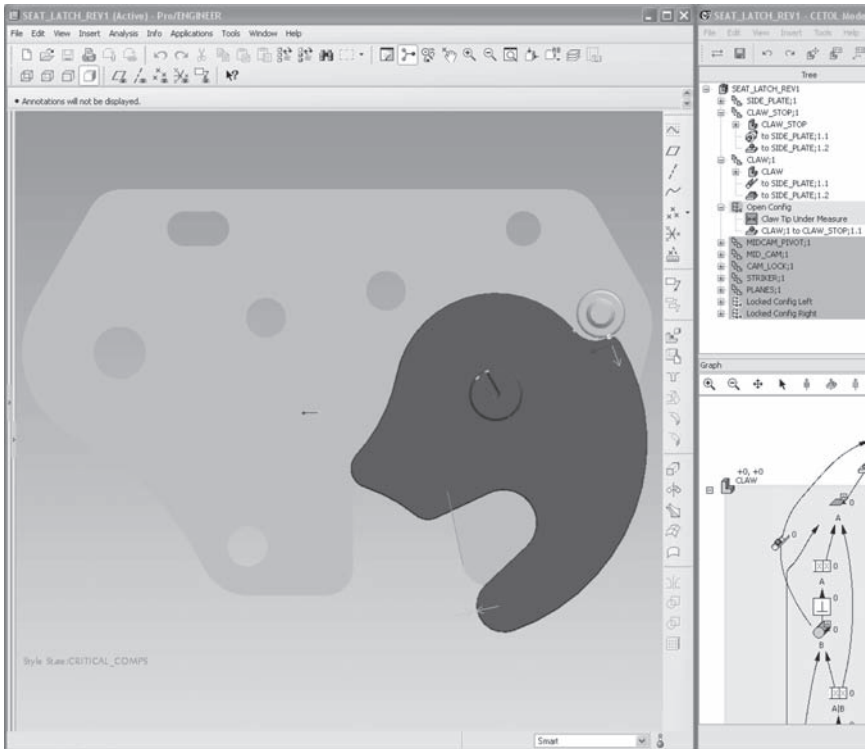 SEAT_LATCH_REV1 (Active) - Pro/ENGINEER
File Edit View Insert Analysis Info Applications Tools Window Help
• Annotations will not be displayed.
Style State:CRITICAL_COMPS
Smart
SEAT_LATCH_REV1 - CETOL Mode
File Edit View Insert Tools Help
Tree
SEAT_LATCH_REV1
SIDE_PLATE;1
CLAW_STOP;1
CLAW_STOP
to SIDE_PLATE;1.1
to SIDE_PLATE;1.2
CLAW;1
CLAW
to SIDE_PLATE;1.1
to SIDE_PLATE;1.2
Open Config
Claw Tip Under Measure
CLAW;1 to CLAW_STOP;1.1
MIDCAM_PIVOT;1
MID_CAM;1
CAM_LOCK;1
STRIKER;1
PLANES;1
Locked Config Left
Locked Config Right
Graph
+0, +0
CLAW
0
A
0
0
A
0
0
B
0
A|B
0